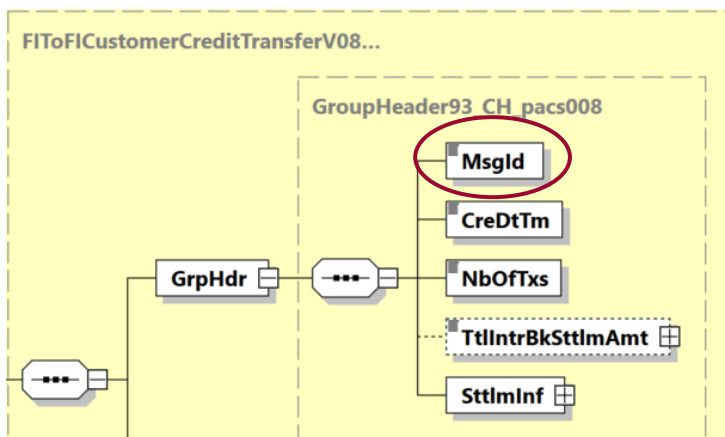 FIToFICustomerCreditTransferV08...
GroupHeader93_CH_pacs008
MsgId
CreDtTm
GrpHdr
NbOfTxs
TtlIntrBkSttlmAmt
SttlmInf